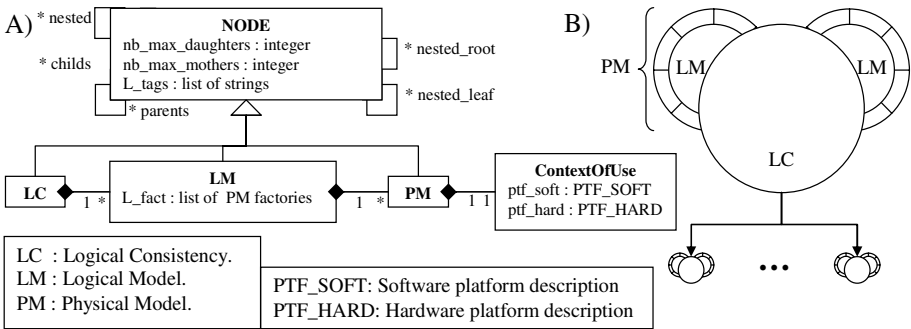 A)
* nested
NODE
nb_max_daughters : integer
nb_max_mothers : integer
L_tags : list of strings
* childs
* parents
* nested_root
* nested_leaf
LC
1 *
LM
L_fact : list of PM factories
1 *
PM
1 1
ContextOfUse
ptf_soft : PTF_SOFT
ptf_hard : PTF_HARD
LC : Logical Consistency.
LM : Logical Model.
PM : Physical Model.
PTF_SOFT: Software platform description
PTF_HARD: Hardware platform description
B)
PM
LM
LM
LC